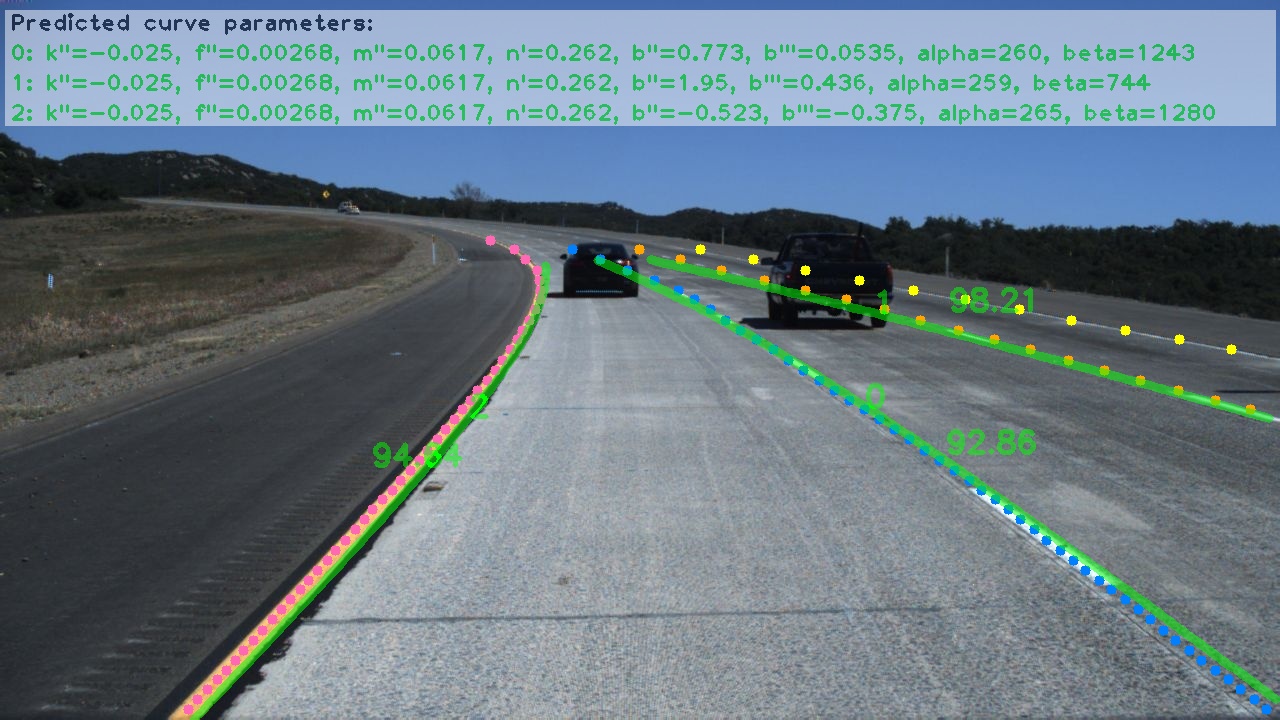 Predicted curve parameters:
0: k''=-0.025, f''=0.00268, m''=0.0617, n'=0.262, b''=0.773, b'''=0.0535, alpha=260, beta=1243
1: k''=-0.025, f''=0.00268, m''=0.0617, n'=0.262, b''=1.95, b'''=0.436, alpha=259, beta=744
2: k''=-0.025, f''=0.00268, m''=0.0617, n'=0.262, b''=-0.523, b'''=-0.375, alpha=265, beta=1280
1 98.21
0
2
92.86